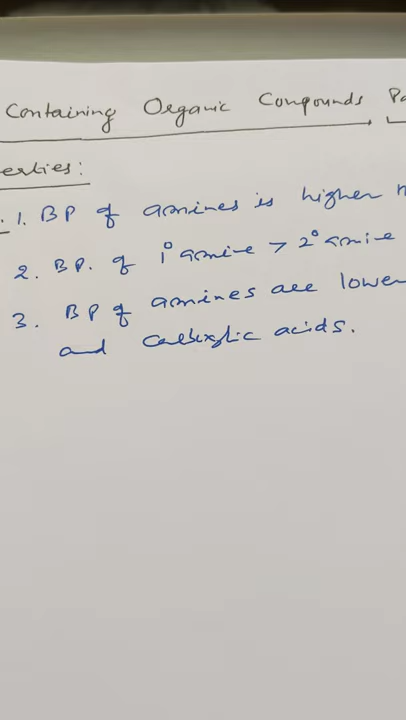 Containing Organic Compounds
erties:
1. BP of amines is higher
2. BP. of 1° amine > 2° amine
3. BP of amines are lower
and Carboxylic acids.